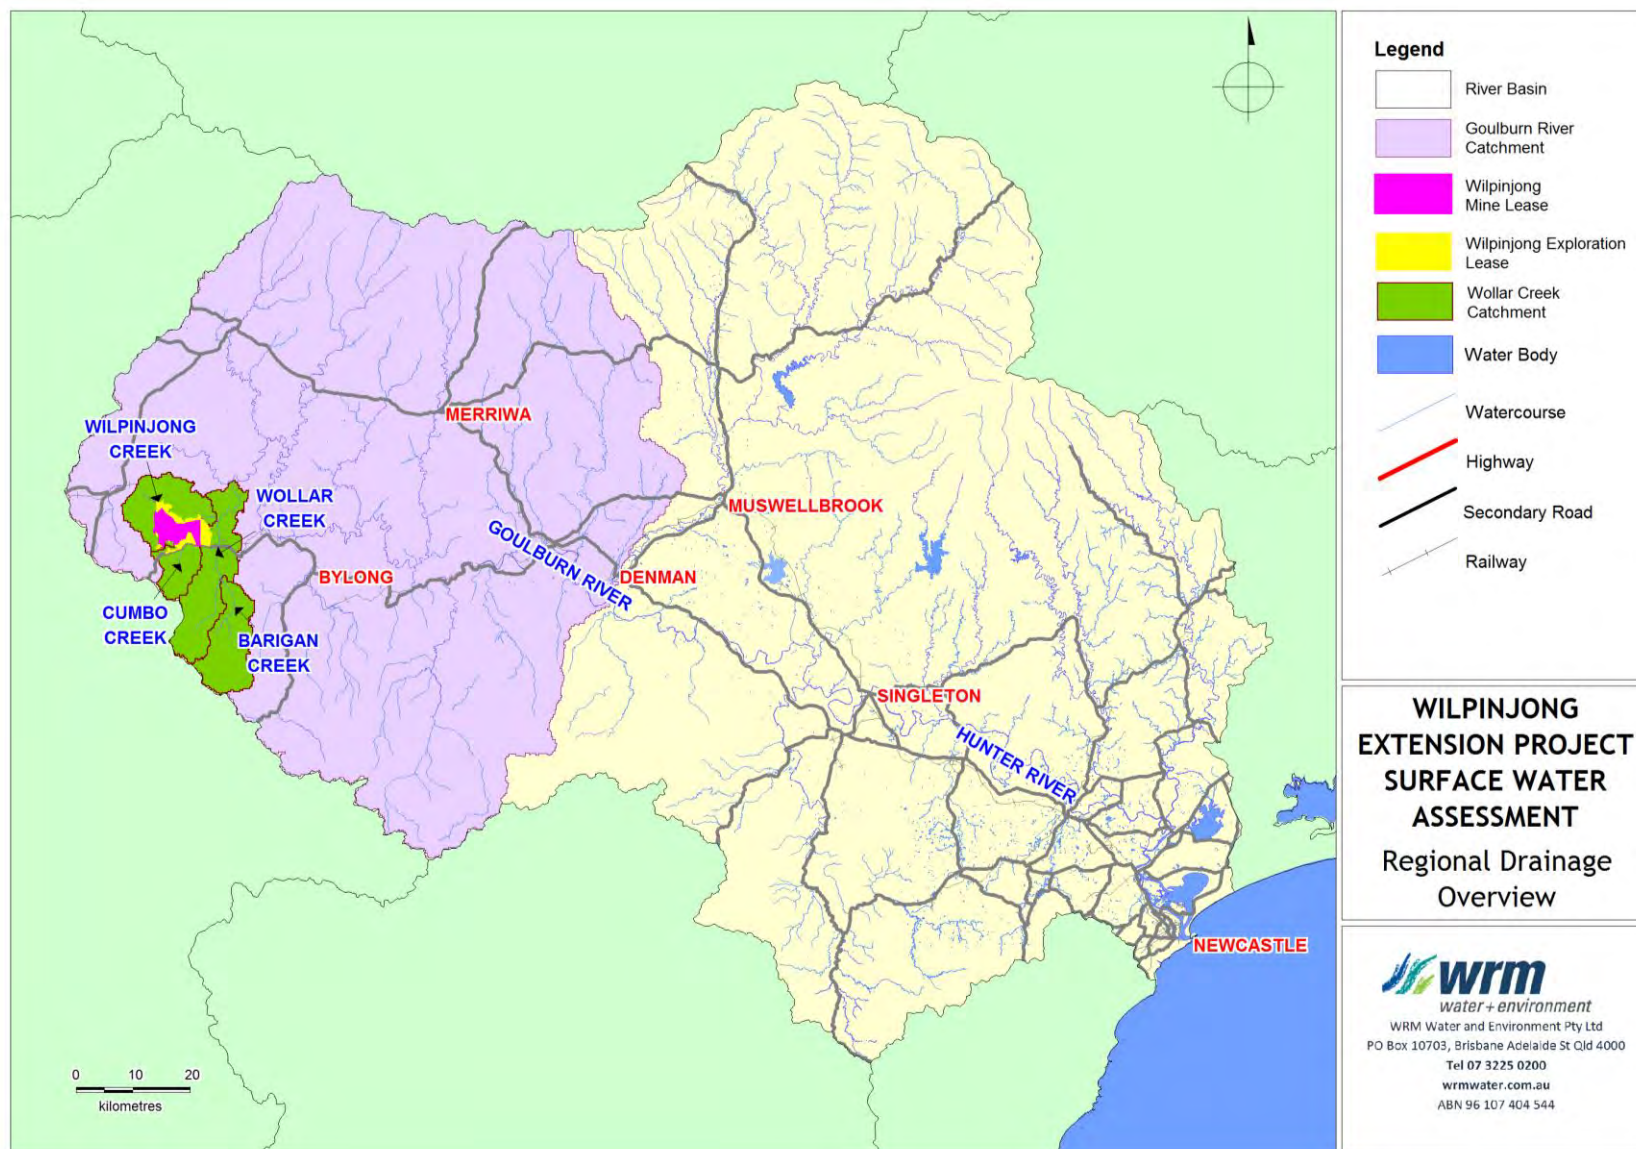 WILPINJONG
CREEK
MERRIWA
WOLLAR
CREEK
GOULBURN RIVER
MUSWELLBROOK
BYLONG
DENMAN
CUMBO
CREEK
BARIGAN
CREEK
SINGLETON
HUNTER RIVER
NEWCASTLE
0 10 20
kilometres
Legend
River Basin
Goulburn River
Catchment
Wilpinjong
Mine Lease
Wilpinjong Exploration
Lease
Wollar Creek
Catchment
Water Body
Watercourse
Highway
Secondary Road
Railway
WILPINJONG
EXTENSION PROJECT
SURFACE WATER
ASSESSMENT
Regional Drainage
Overview
wrm
water+environment
WRM Water and Environment Pty Ltd
PO Box 10703, Brisbane Adelaide St Qld 4000
Tel 07 3225 0200
wrmwater.com.au
ABN 96 107 404 544